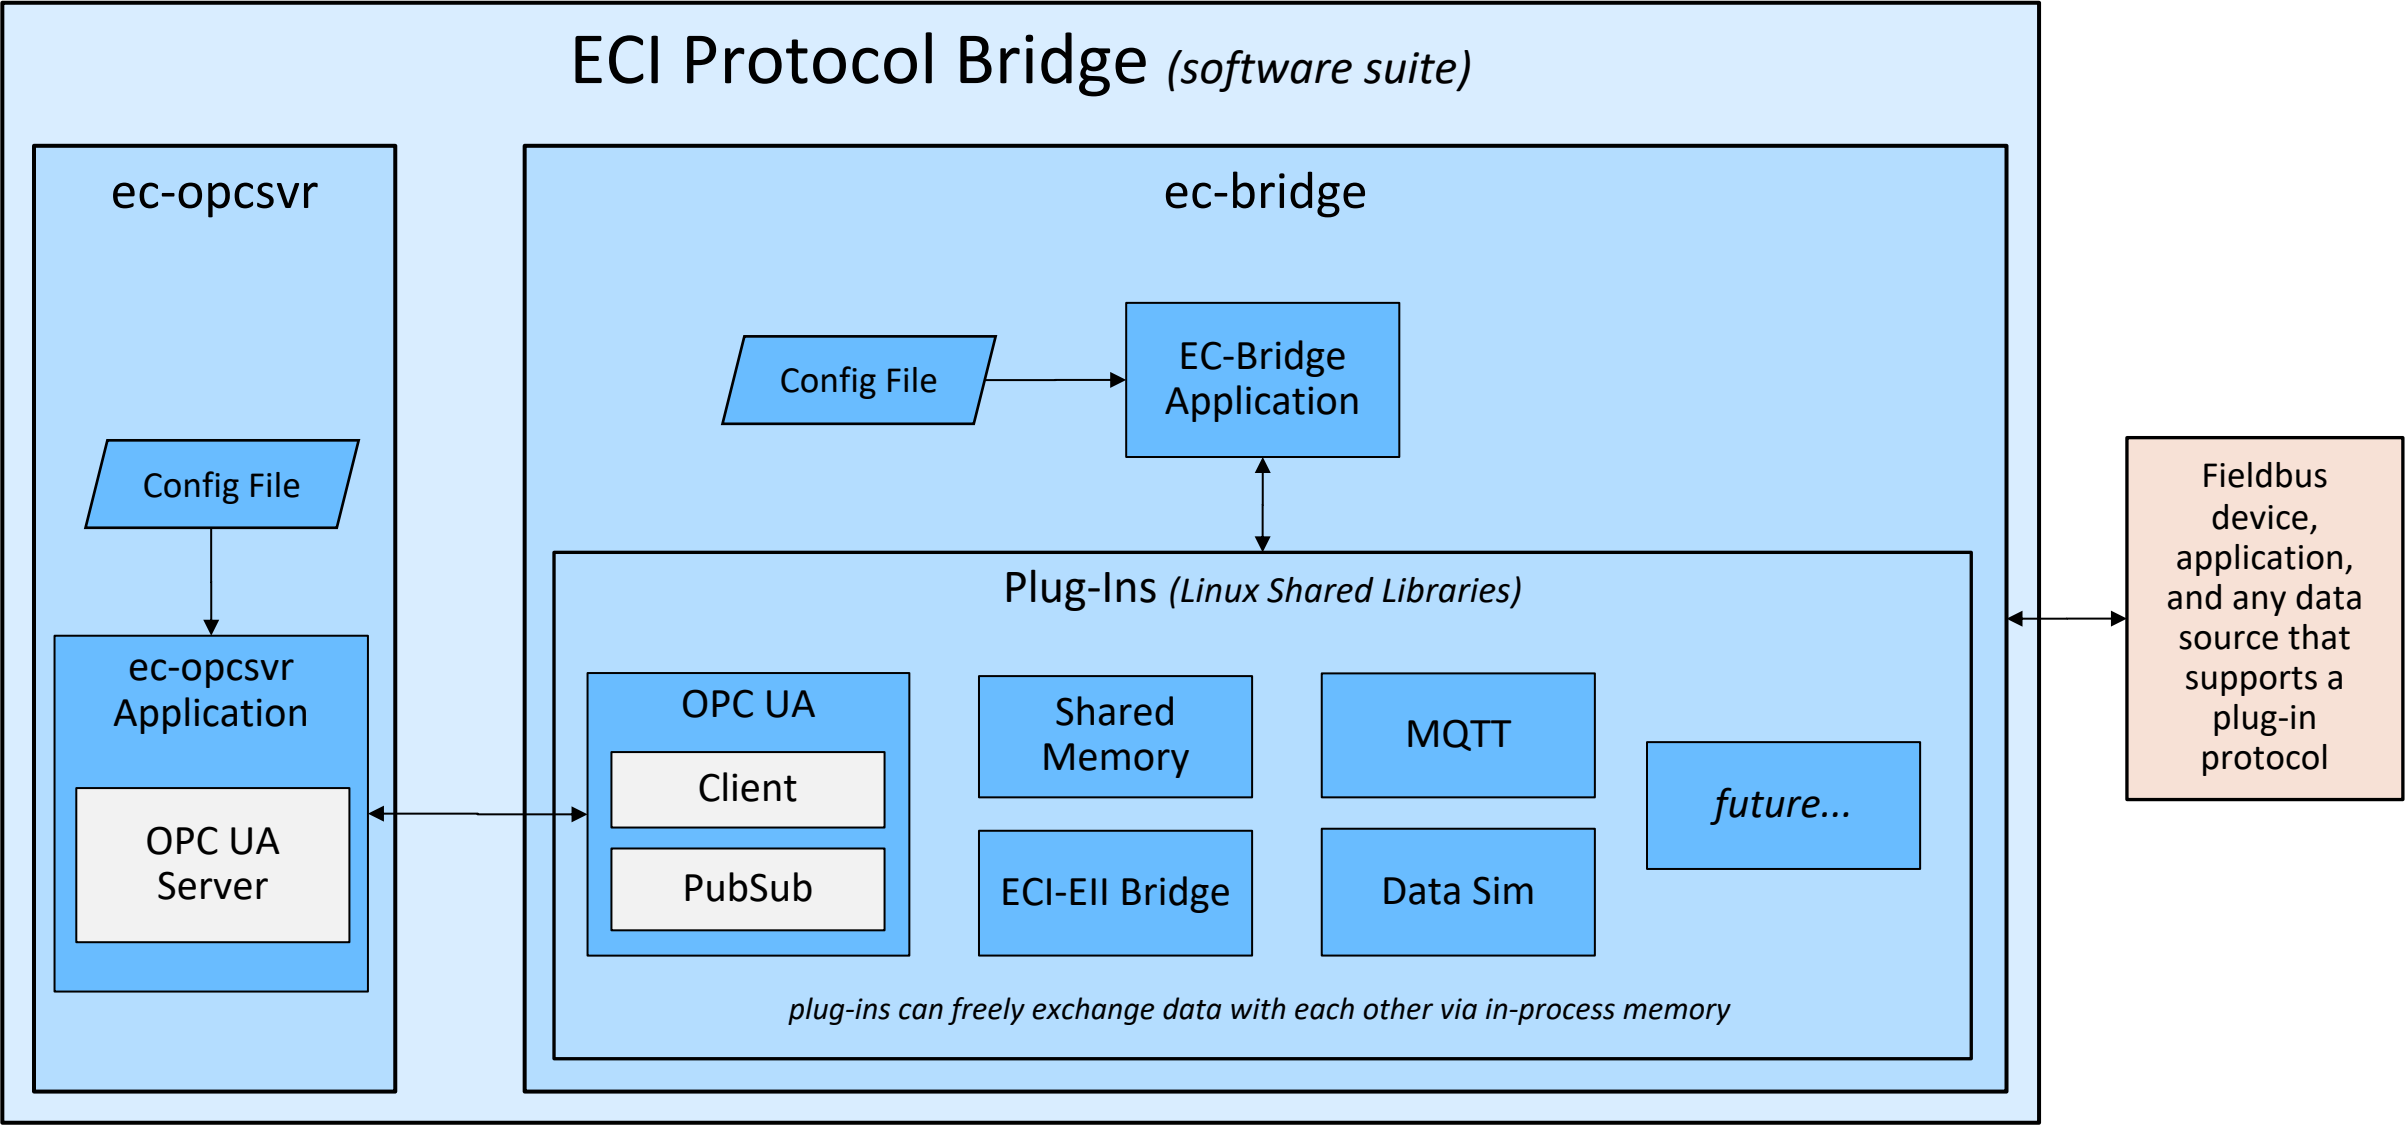 ECI Protocol Bridge (software suite)
ec-opcsvr
Config File
ec-opcsvr
Application
OPC UA
Server
ec-bridge
Config File
EC-Bridge
Application
Plug-Ins (Linux Shared Libraries)
OPC UA
Client
PubSub
Shared
Memory
ECI-EII Bridge
MQTT
Data Sim
future...
plug-ins can freely exchange data with each other via in-process memory
Fieldbus
device,
application,
and any data
source that
supports a
plug-in
protocol